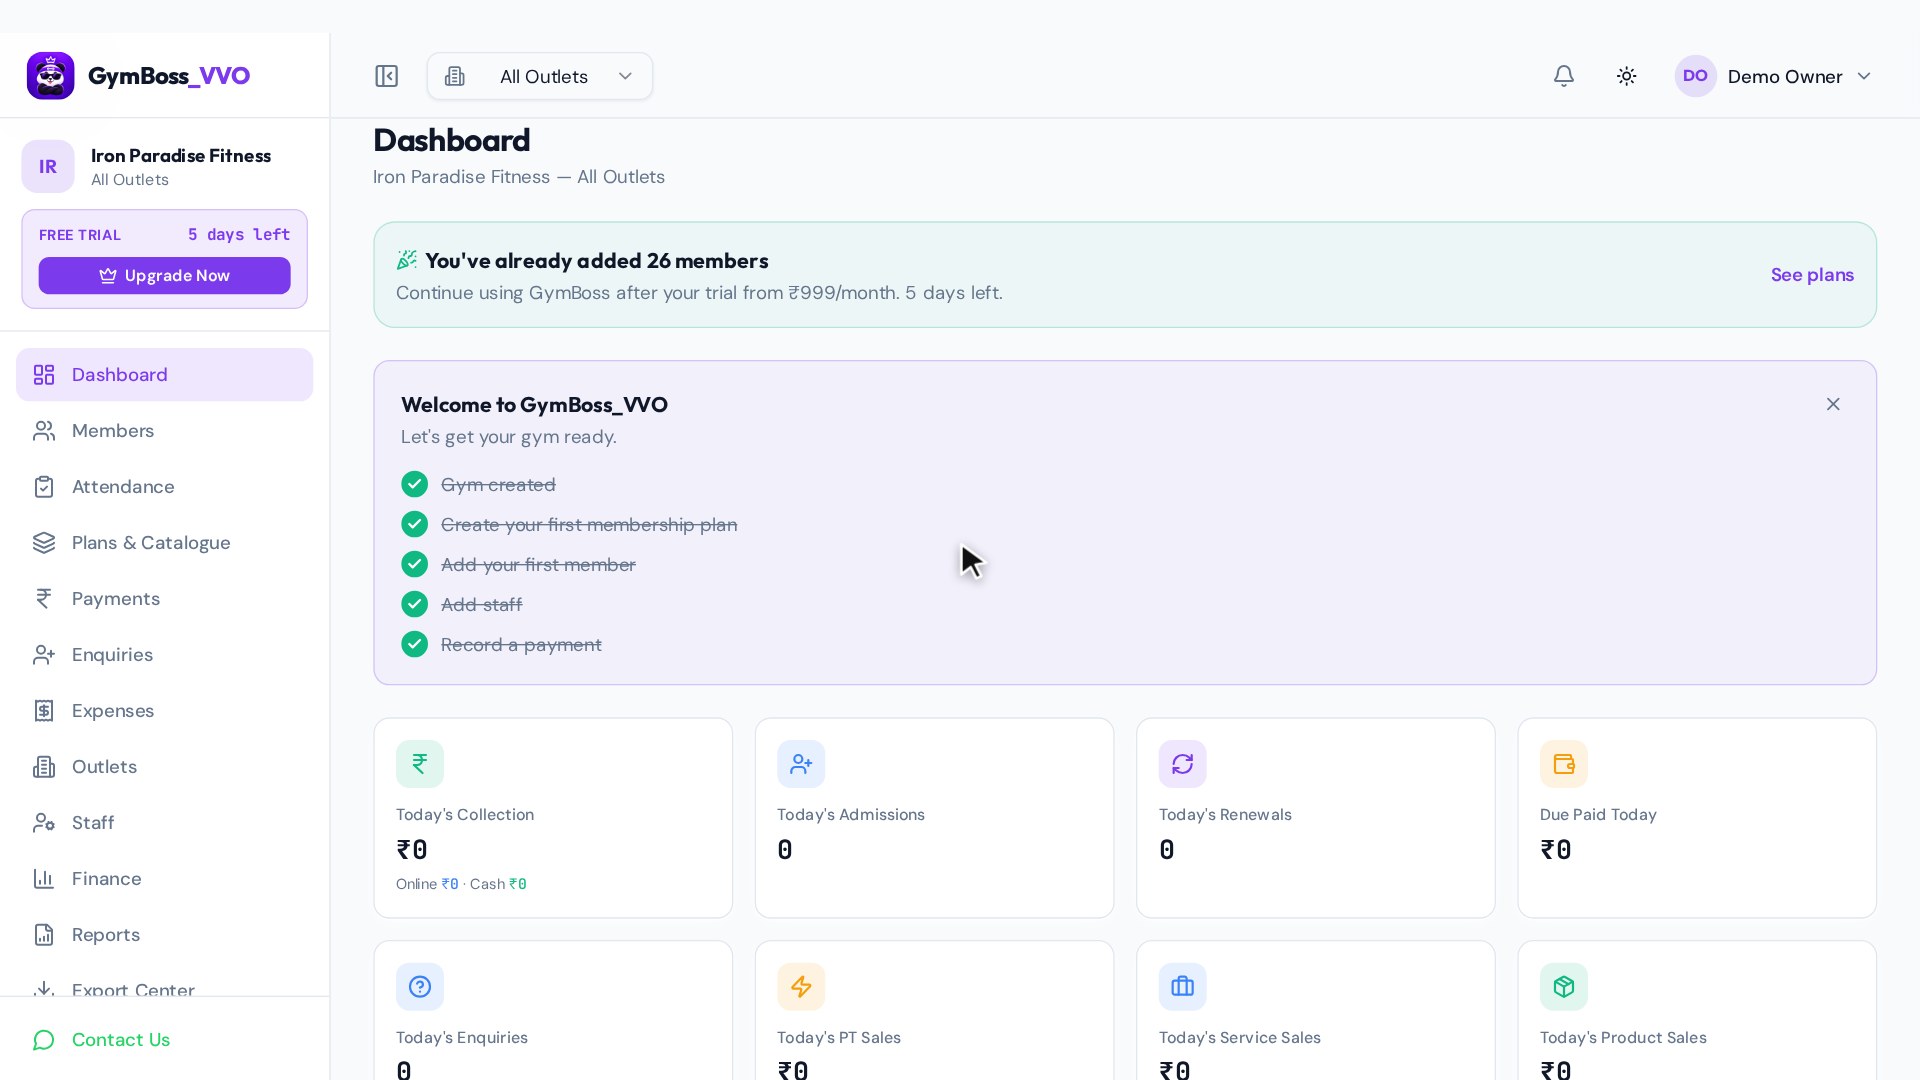 GymBoss_VVO
All Outlets
DO
Demo Owner
IR
Iron Paradise Fitness
All Outlets
FREE TRIAL
5 days left
Upgrade Now
Dashboard
Members
Attendance
Plans & Catalogue
Payments
Enquiries
Expenses
Outlets
Staff
Finance
Reports
Export Center
Contact Us
Dashboard
Iron Paradise Fitness — All Outlets
You've already added 26 members
Continue using GymBoss after your trial from ₹999/month. 5 days left.
See plans
Welcome to GymBoss_VVO
Let's get your gym ready.
Gym created
Create your first membership plan
Add your first member
Add staff
Record a payment
Today's Collection
₹0
Online ₹0 · Cash ₹0
Today's Admissions
0
Today's Renewals
0
Due Paid Today
₹0
Today's Enquiries
0
Today's PT Sales
₹0
Today's Service Sales
₹0
Today's Product Sales
₹0